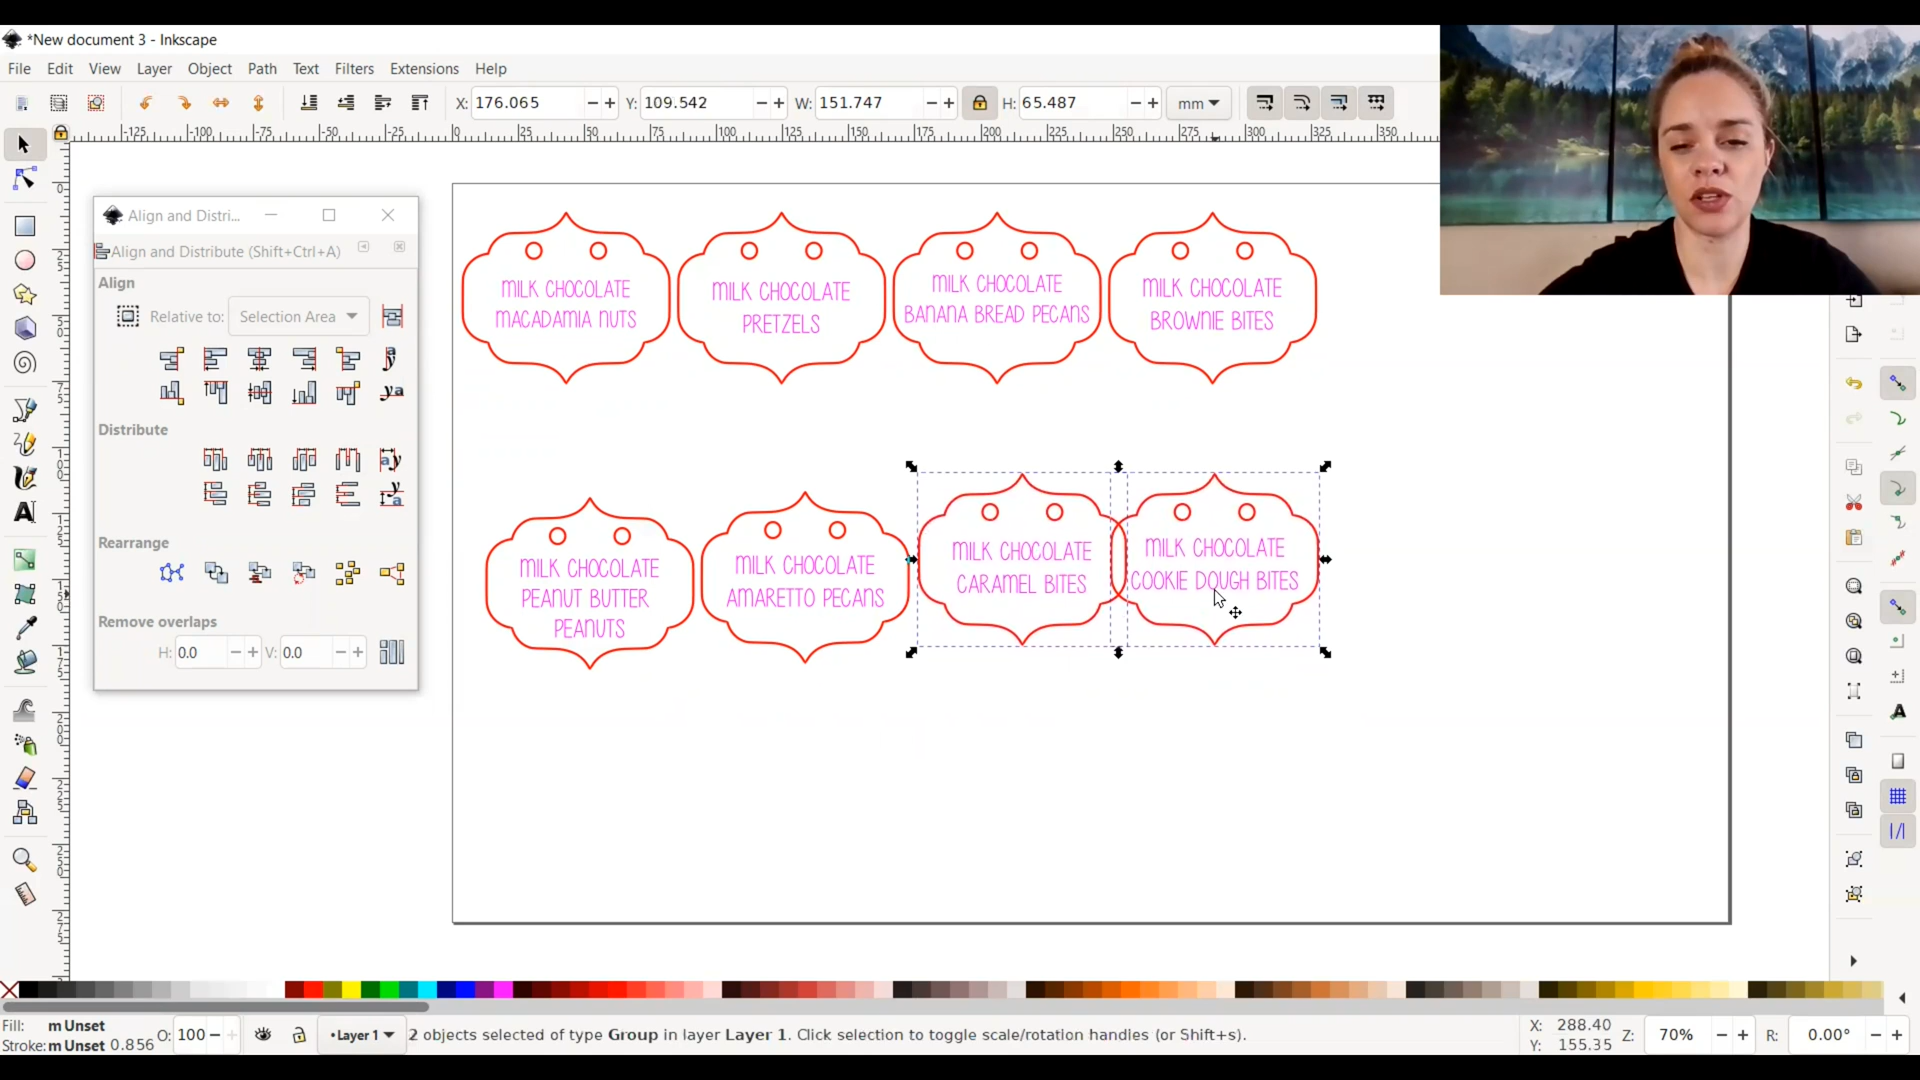 *New document 3 - Inkscape
File Edit View Layer Object Path Text Filters Extensions Help
X: 176.065 Y: 109.542 W: 151.747 H: 65.487 mm
Align and Distri...
Align and Distribute (Shift+Ctrl+A)
Align
Relative to: Selection Area
Distribute
Rearrange
Remove overlaps
H: 0.0 V: 0.0
MILK CHOCOLATE
MACADAMIA NUTS
MILK CHOCOLATE
PRETZELS
MILK CHOCOLATE
BANANA BREAD PECANS
MILK CHOCOLATE
BROWNIE BITES
MILK CHOCOLATE
PEANUT BUTTER
PEANUTS
MILK CHOCOLATE
AMARETTO PECANS
MILK CHOCOLATE
CARAMEL BITES
MILK CHOCOLATE
COOKIE DOUGH BITES
Fill: m Unset
Stroke: m Unset 0.856
O: 100
•Layer 1
2 objects selected of type Group in layer Layer 1. Click selection to toggle scale/rotation handles (or Shift+s).
X: 288.40
Y: 155.35
Z: 70%
R: 0.00°